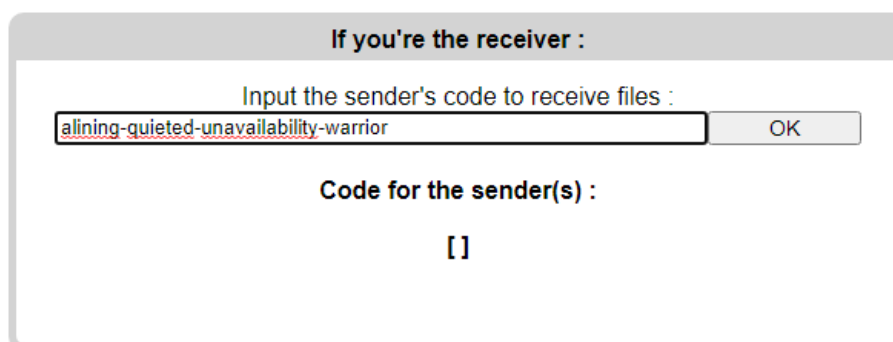 If you're the receiver :
Input the sender's code to receive files :
alining-quieted-unavailability-warrior
OK
Code for the sender(s) :
[ ]